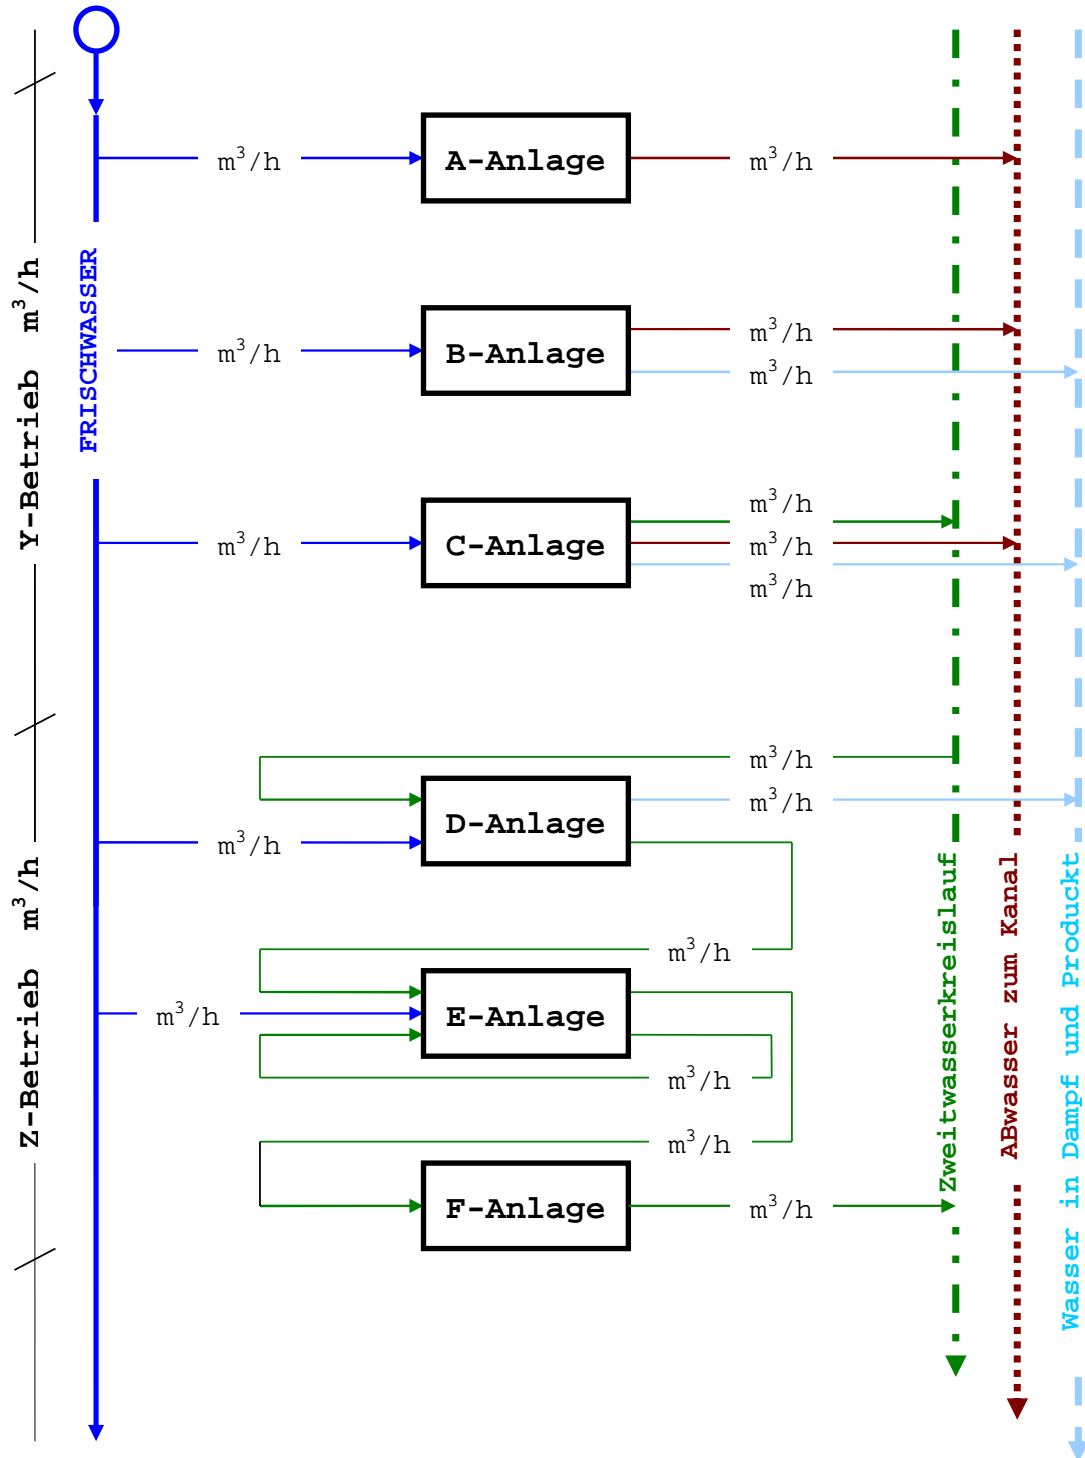 m³/h
A-Anlage
m³/h
FRISCHWASSER
Y-Betrieb m³/h
m³/h
B-Anlage
m³/h
m³/h
m³/h
C-Anlage
m³/h
m³/h
m³/h
m³/h
D-Anlage
m³/h
m³/h
Z-Betrieb m³/h
Zweitwasserkreislauf
ABwasser zum Kanal
Wasser in Dampf und Produckt
m³/h
m³/h
E-Anlage
m³/h
m³/h
F-Anlage
m³/h